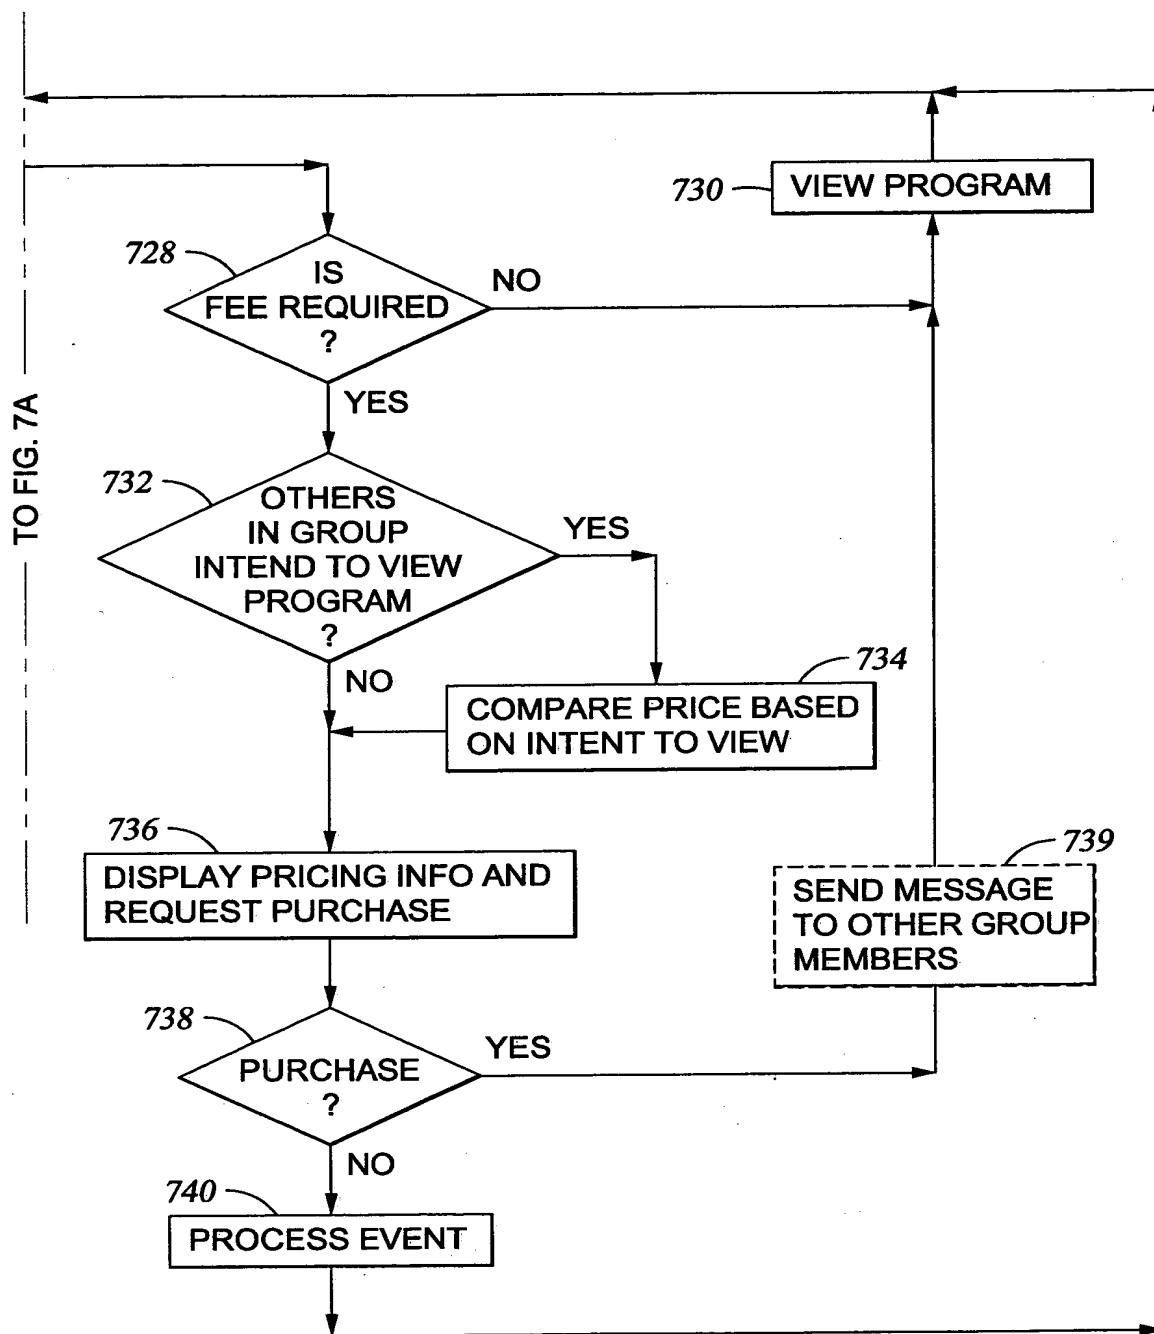 730
VIEW PROGRAM
728
IS
FEE REQUIRED
?
NO
YES
TO FIG. 7A
732
OTHERS
IN GROUP
INTEND TO VIEW
PROGRAM
?
YES
NO
734
COMPARE PRICE BASED
ON INTENT TO VIEW
736
DISPLAY PRICING INFO AND
REQUEST PURCHASE
739
SEND MESSAGE
TO OTHER GROUP
MEMBERS
738
PURCHASE
?
YES
NO
740
PROCESS EVENT